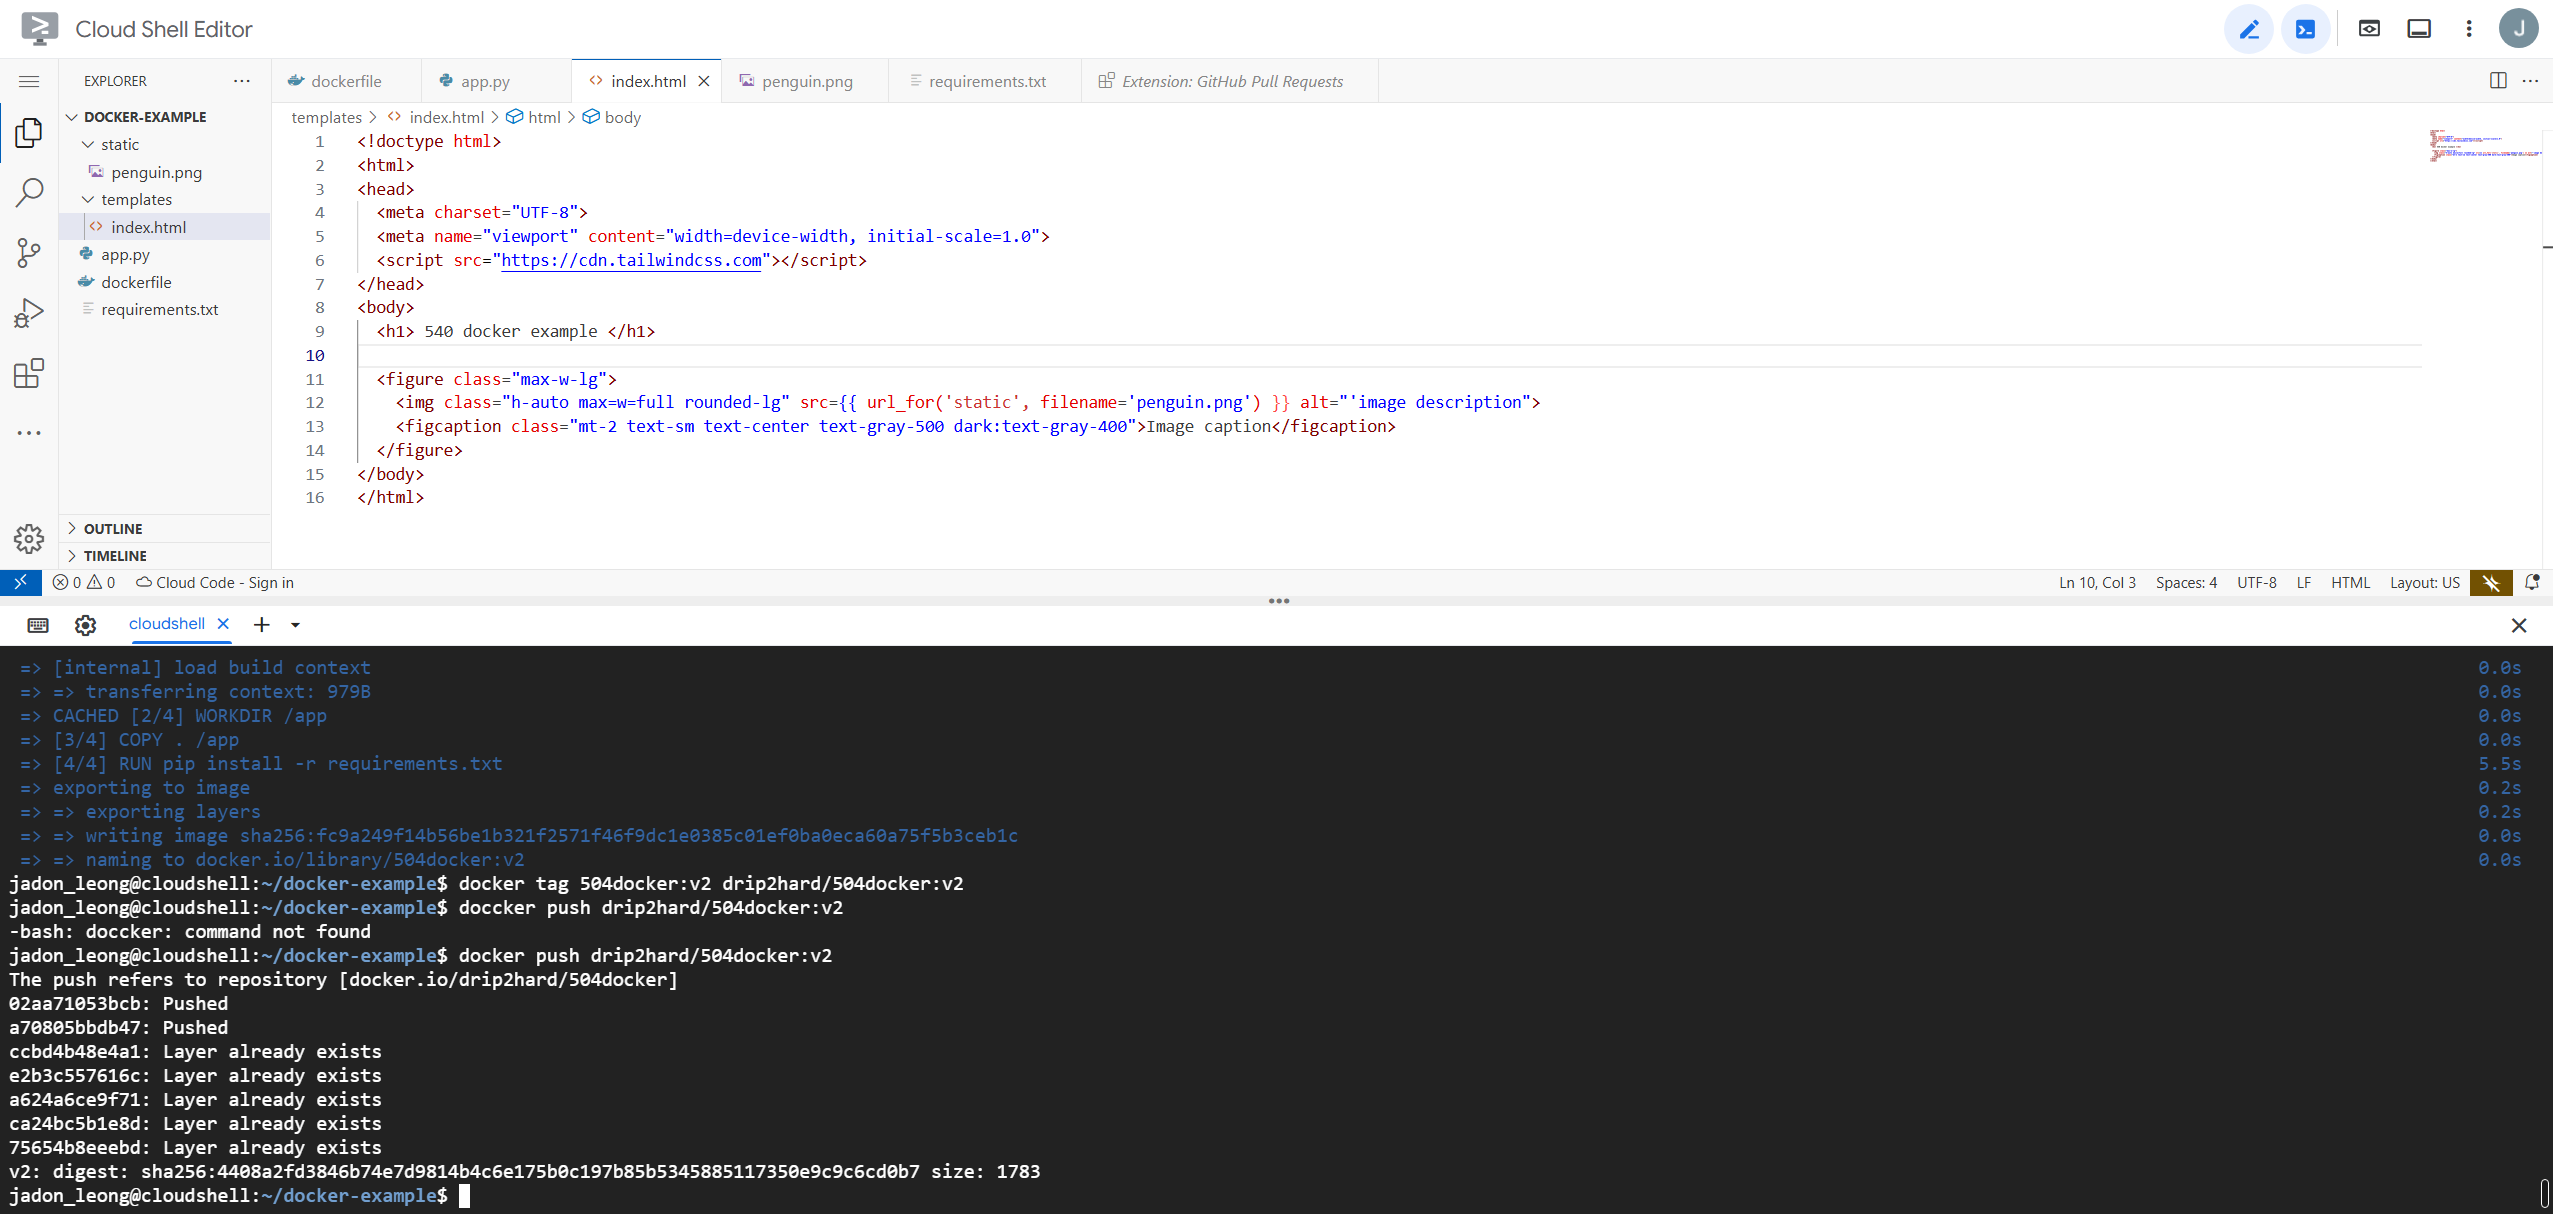 Cloud Shell Editor
J
EXPLORER
dockerfile
app.py
index.html
penguin.png
requirements.txt
Extension: GitHub Pull Requests
DOCKER-EXAMPLE
static
penguin.png
templates
index.html
app.py
dockerfile
requirements.txt
OUTLINE
TIMELINE
templates > index.html > html > body
1 <!doctype html>
2 <html>
3 <head>
4 <meta charset="UTF-8">
5 <meta name="viewport" content="width=device-width, initial-scale=1.0">
6 <script src="https://cdn.tailwindcss.com"></script>
7 </head>
8 <body>
9 <h1> 540 docker example </h1>
10
11 <figure class="max-w-lg">
12 <img class="h-auto max=w=full rounded-lg" src={{ url_for('static', filename='penguin.png') }} alt="'image description">
13 <figcaption class="mt-2 text-sm text-center text-gray-500 dark:text-gray-400">Image caption</figcaption>
14 </figure>
15 </body>
16 </html>
0 0 Cloud Code - Sign in
Ln 10, Col 3 Spaces: 4 UTF-8 LF HTML Layout: US
cloudshell
=> [internal] load build context 0.0s
=> => transferring context: 979B 0.0s
=> CACHED [2/4] WORKDIR /app 0.0s
=> [3/4] COPY . /app 0.0s
=> [4/4] RUN pip install -r requirements.txt 5.5s
=> exporting to image 0.2s
=> => exporting layers 0.2s
=> => writing image sha256:fc9a249f14b56be1b321f2571f46f9dc1e0385c01ef0ba0eca60a75f5b3ceb1c 0.0s
=> => naming to docker.io/library/504docker:v2 0.0s
jadon_leong@cloudshell:~/docker-example$ docker tag 504docker:v2 drip2hard/504docker:v2
jadon_leong@cloudshell:~/docker-example$ doccker push drip2hard/504docker:v2
-bash: doccker: command not found
jadon_leong@cloudshell:~/docker-example$ docker push drip2hard/504docker:v2
The push refers to repository [docker.io/drip2hard/504docker]
02aa71053bcb: Pushed
a70805bbdb47: Pushed
ccbd4b48e4a1: Layer already exists
e2b3c557616c: Layer already exists
a624a6ce9f71: Layer already exists
ca24bc5b1e8d: Layer already exists
75654b8eeebd: Layer already exists
v2: digest: sha256:4408a2fd3846b74e7d9814b4c6e175b0c197b85b5345885117350e9c9c6cd0b7 size: 1783
jadon_leong@cloudshell:~/docker-example$